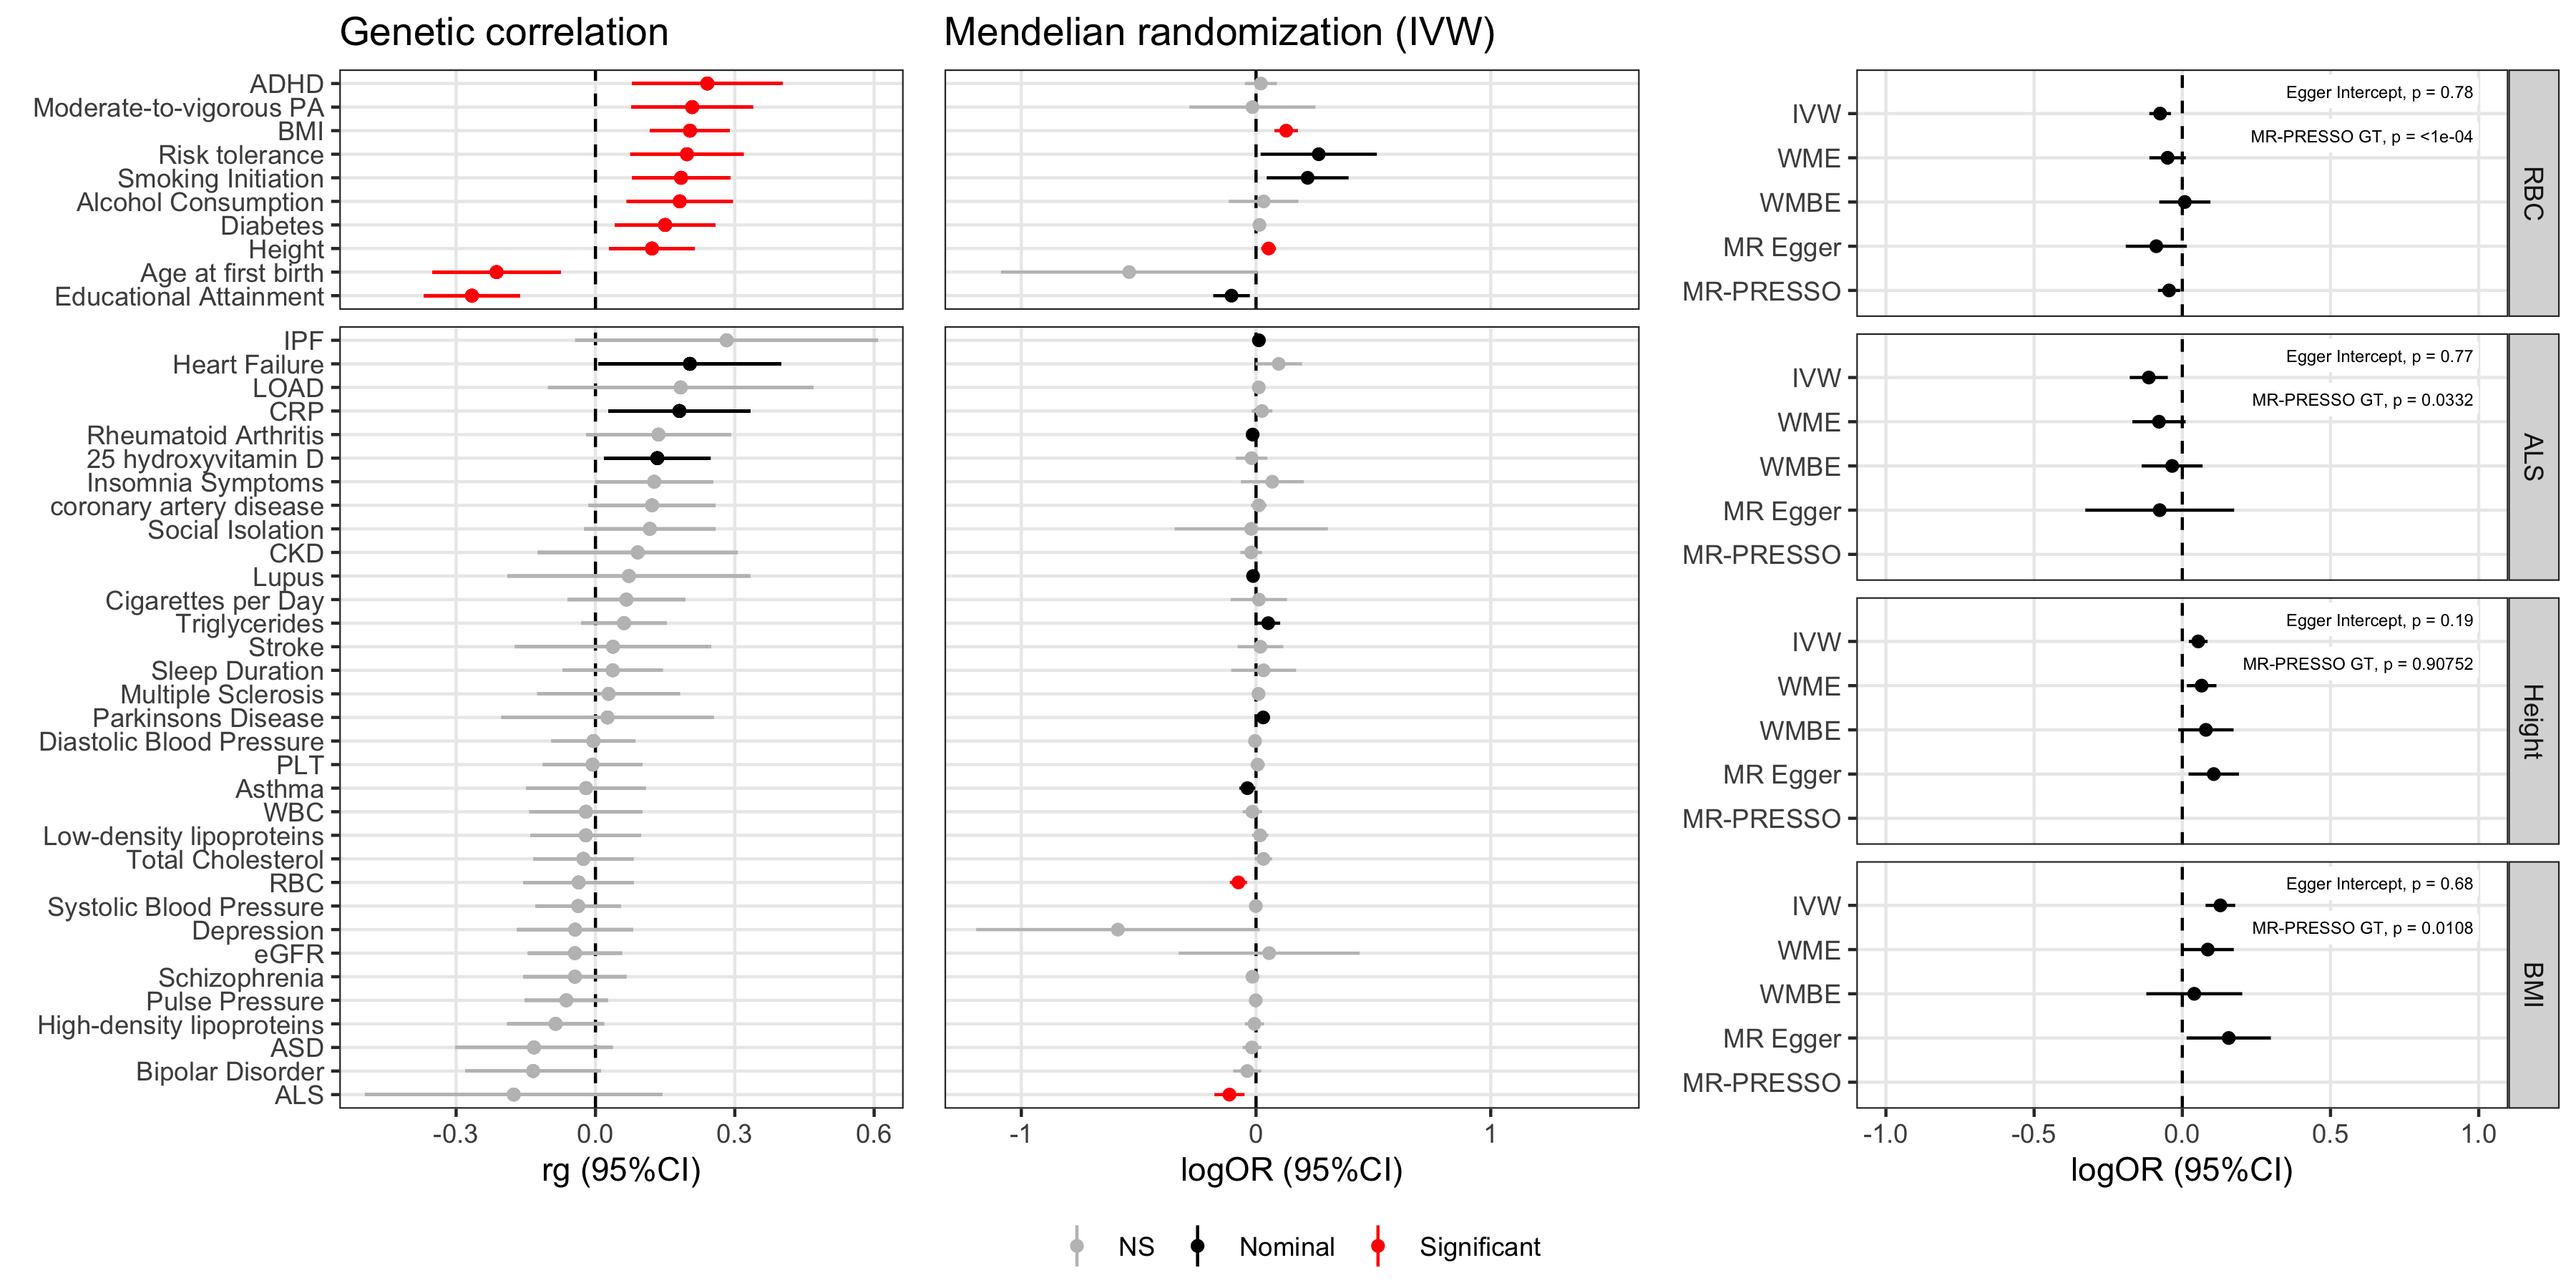 Genetic correlation
Mendelian randomization (IVW)
ADHD
Moderate-to-vigorous PA
BMI
Risk tolerance
Smoking Initiation
Alcohol Consumption
Diabetes
Height
Age at first birth
Educational Attainment
IPF
Heart Failure
LOAD
CRP
Rheumatoid Arthritis
25 hydroxyvitamin D
Insomnia Symptoms
coronary artery disease
Social Isolation
CKD
Lupus
Cigarettes per Day
Triglycerides
Stroke
Sleep Duration
Multiple Sclerosis
Parkinsons Disease
Diastolic Blood Pressure
PLT
Asthma
WBC
Low-density lipoproteins
Total Cholesterol
RBC
Systolic Blood Pressure
Depression
eGFR
Schizophrenia
Pulse Pressure
High-density lipoproteins
ASD
Bipolar Disorder
ALS
-0.3 0.0 0.3 0.6
rg (95%CI)
-1 0 1
logOR (95%CI)
Egger Intercept, p = 0.78
IVW
MR-PRESSO GT, p = <1e-04
WME
WMBE
MR Egger
MR-PRESSO
RBC
Egger Intercept, p = 0.77
IVW
MR-PRESSO GT, p = 0.0332
WME
WMBE
MR Egger
MR-PRESSO
ALS
Egger Intercept, p = 0.19
IVW
MR-PRESSO GT, p = 0.90752
WME
WMBE
MR Egger
MR-PRESSO
Height
Egger Intercept, p = 0.68
IVW
MR-PRESSO GT, p = 0.0108
WME
WMBE
MR Egger
MR-PRESSO
BMI
-1.0 -0.5 0.0 0.5 1.0
logOR (95%CI)
NS Nominal Significant